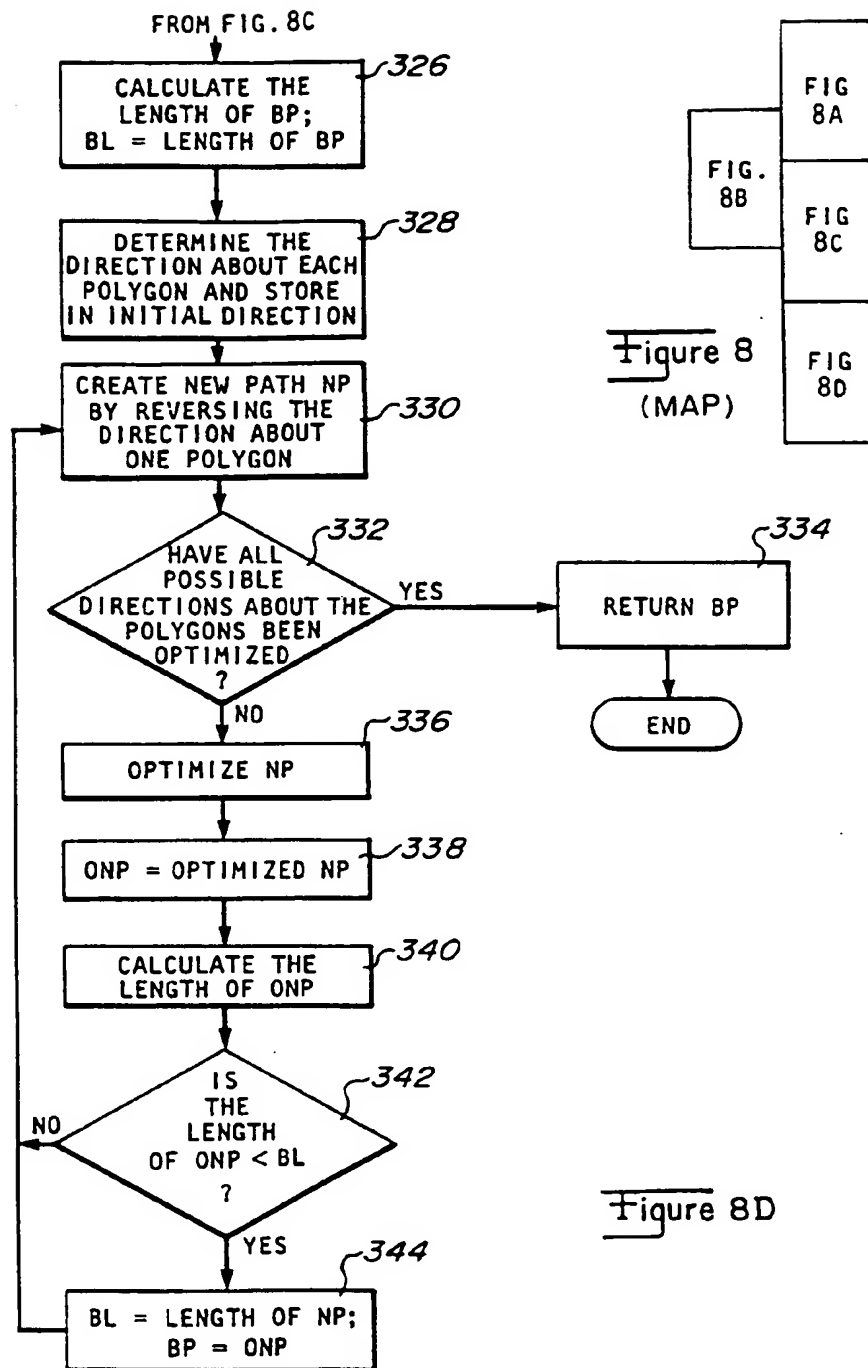 FROM FIG. 8C
326
CALCULATE THE
LENGTH OF BP;
BL = LENGTH OF BP
328
DETERMINE THE
DIRECTION ABOUT EACH
POLYGON AND STORE
IN INITIAL DIRECTION
330
CREATE NEW PATH NP
BY REVERSING THE
DIRECTION ABOUT
ONE POLYGON
332
HAVE ALL
POSSIBLE
DIRECTIONS ABOUT THE
POLYGONS BEEN
OPTIMIZED
?
YES
334
RETURN BP
END
NO
336
OPTIMIZE NP
338
ONP = OPTIMIZED NP
340
CALCULATE THE
LENGTH OF ONP
342
IS
THE
LENGTH
OF ONP < BL
?
NO
YES
344
BL = LENGTH OF NP;
BP = ONP
FIG
8A
FIG.
8B
FIG
8C
FIG
8D
Figure 8
(MAP)
Figure 8D